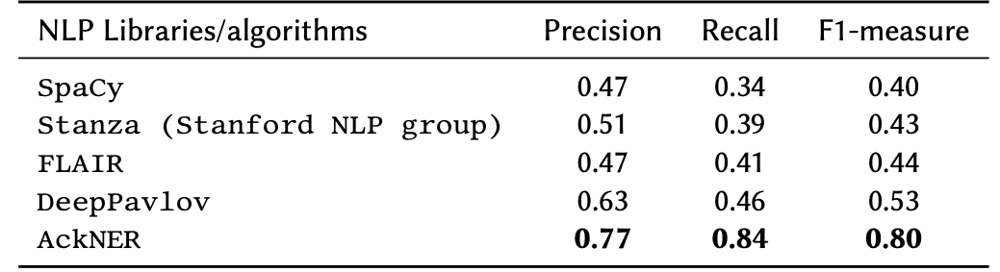 NLP Libraries/algorithms Precision Recall F1-measure
SpaCy 0.47 0.34 0.40
Stanza (Stanford NLP group) 0.51 0.39 0.43
FLAIR 0.47 0.41 0.44
DeepPavlov 0.63 0.46 0.53
AckNER 0.77 0.84 0.80